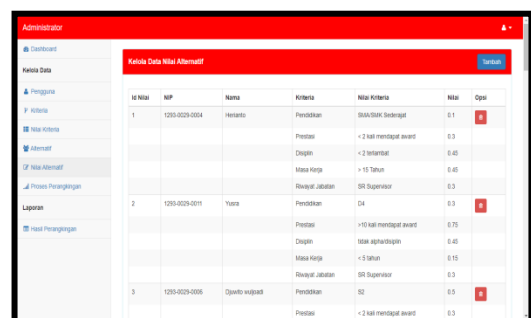 Administrator
Dashboard
Kelola Data
Pengguna
Kriteria
Nilai Kriteria
Alternatif
Nilai Alternatif
Proses Perangkingan
Laporan
Hasil Perangkingan
Kelola Data Nilai Alternatif
Tambah
Id Nilai NIP Nama Kriteria Nilai Kriteria Nilai Opsi
1 1293-0029-0004 Herianto Pendidikan SMA/SMK Sederajat 0.1
Prestasi < 2 kali mendapat award 0.3
Disiplin < 2 terlambat 0.45
Masa Kerja > 15 Tahun 0.45
Riwayat Jabatan SR Supervisor 0.3
2 1293-0029-0011 Yusra Pendidikan D4 0.3
Prestasi >10 kali mendapat award 0.75
Disiplin tidak alpha/disiplin 0.45
Masa Kerja < 5 tahun 0.15
Riwayat Jabatan SR Supervisor 0.3
3 1293-0029-0006 Djuwito wulpadi Pendidikan S2 0.5
Prestasi < 2 kali mendapat award 0.3